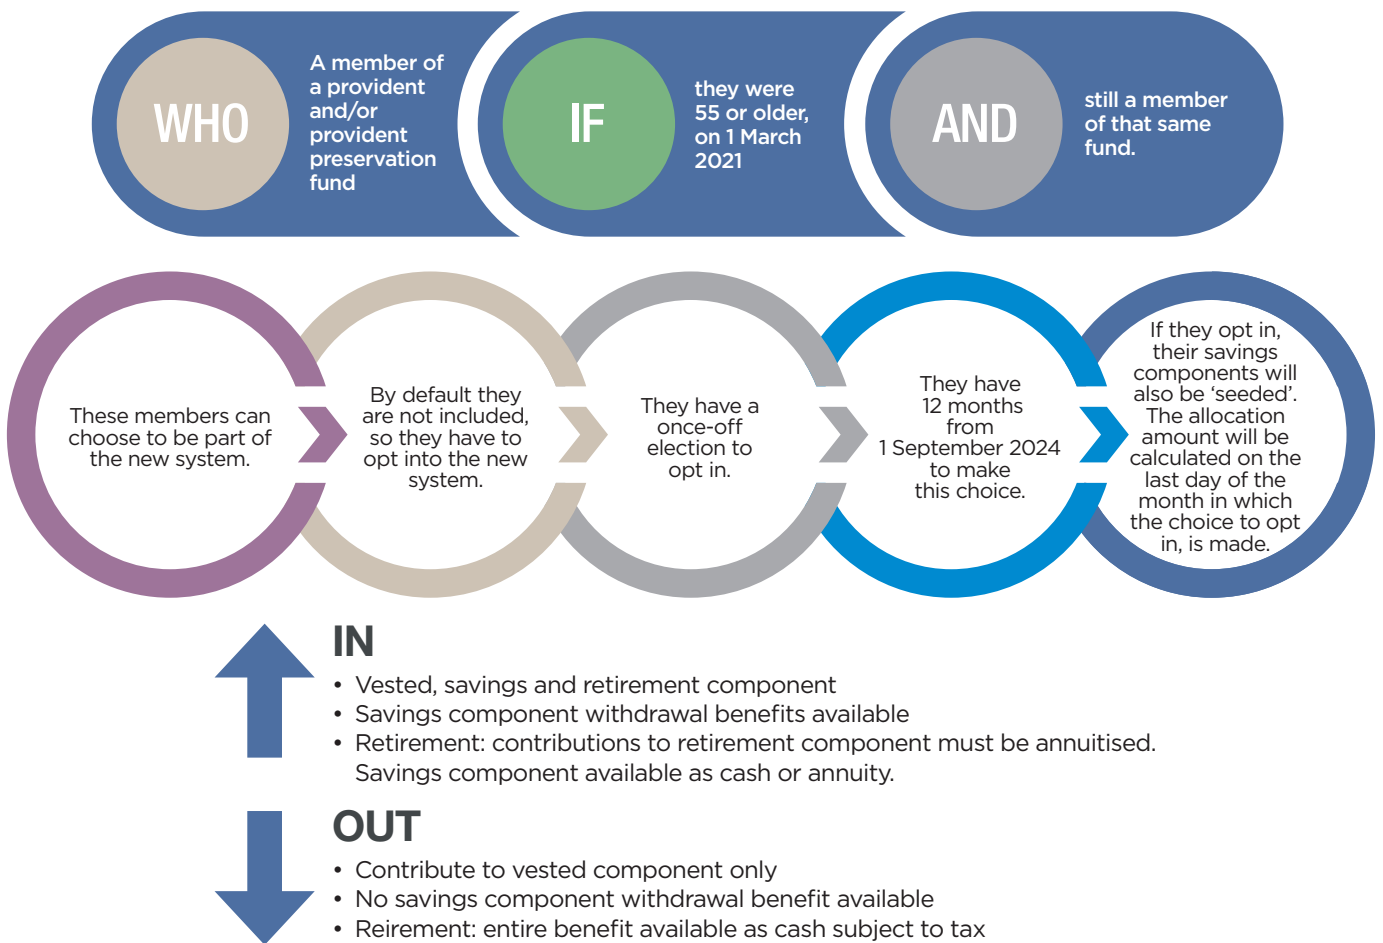 WHO
A member of
a provident
and/or
provident
preservation
fund
IF
they were
55 or older,
on 1 March
2021
AND
still a member
of that same
fund.
These members can
choose to be part of
the new system.
By default they
are not included,
so they have to
opt into the new
system.
They have a
once-off
election to
opt in.
They have
12 months
from
1 September 2024
to make
this choice.
If they opt in,
their savings
components will
also be ‘seeded’.
The allocation
amount will be
calculated on the
last day of the
month in which
the choice to opt
in, is made.
IN
• Vested, savings and retirement component
• Savings component withdrawal benefits available
• Retirement: contributions to retirement component must be annuitised.
Savings component available as cash or annuity.
OUT
• Contribute to vested component only
• No savings component withdrawal benefit available
• Reirement: entire benefit available as cash subject to tax